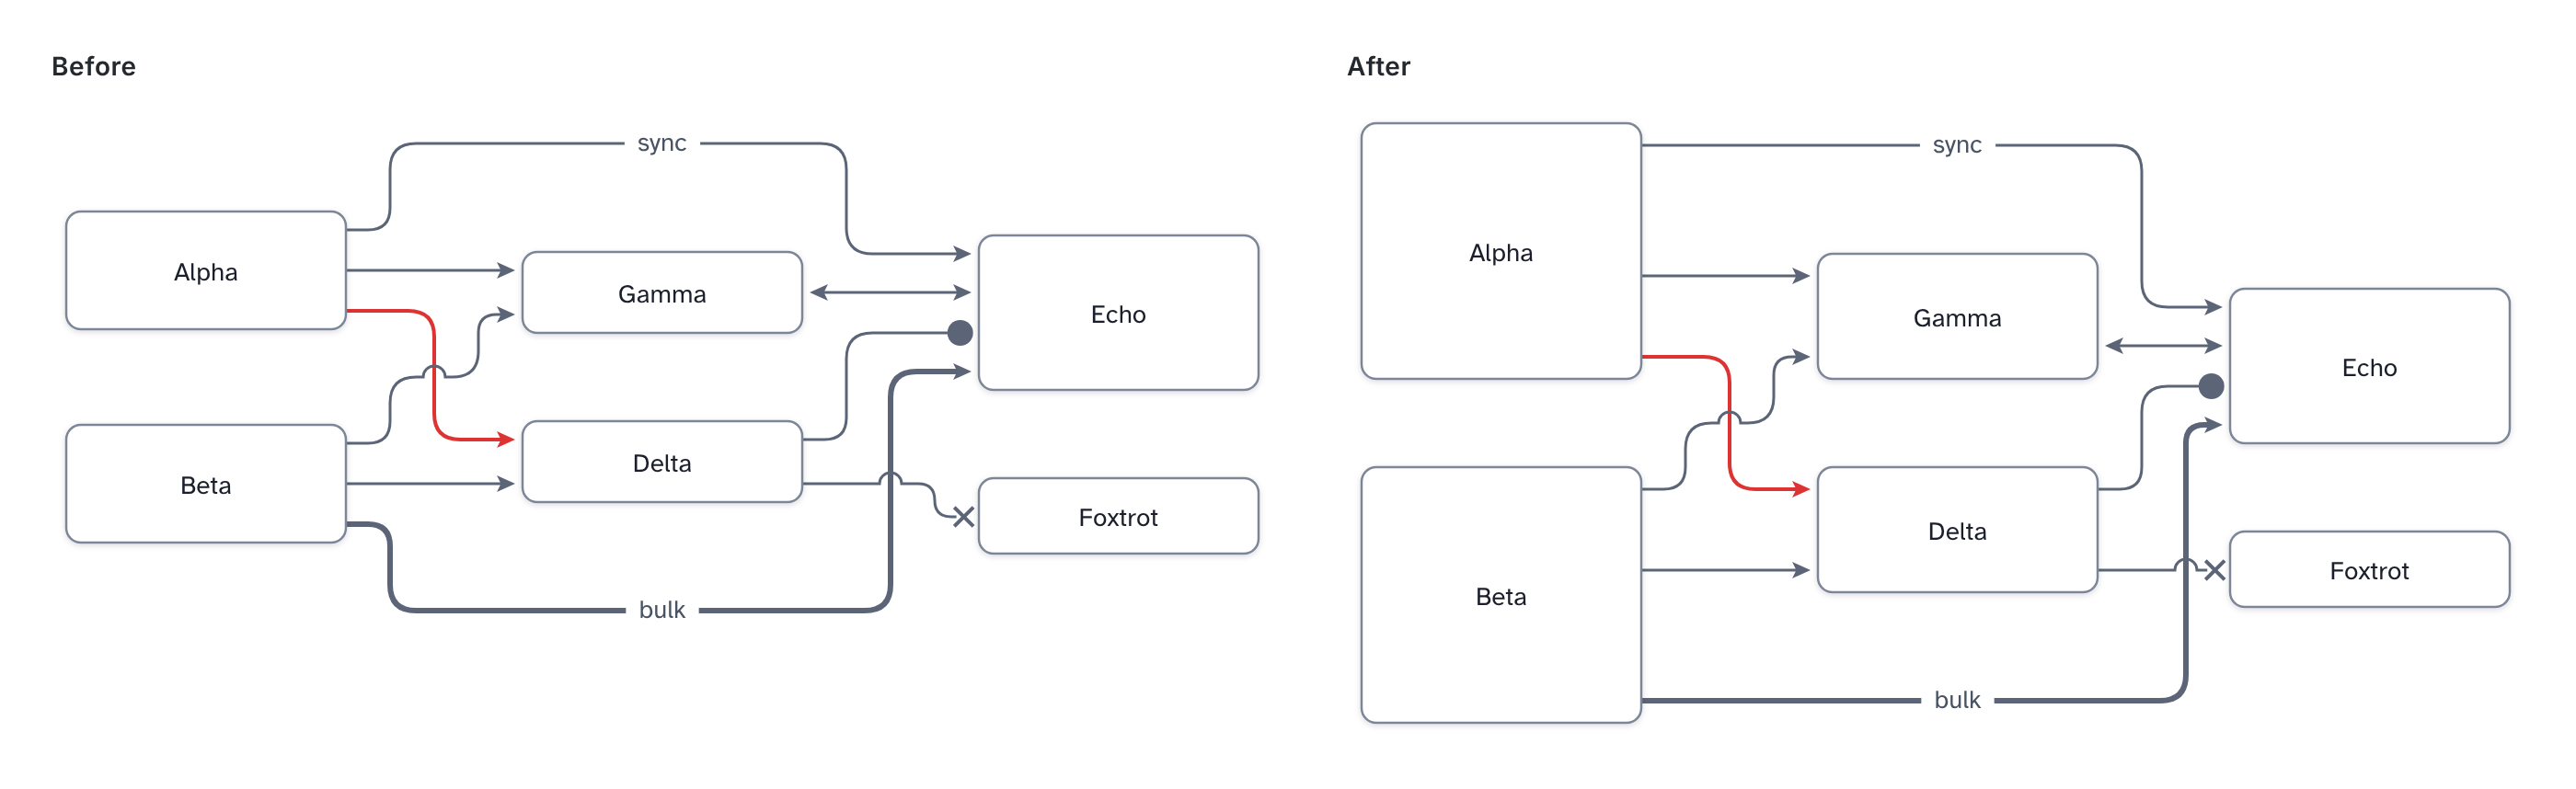 Before
sync
Alpha
Gamma
Echo
Beta
Delta
Foxtrot
bulk
After
sync
Alpha
Gamma
Echo
Beta
Delta
Foxtrot
bulk